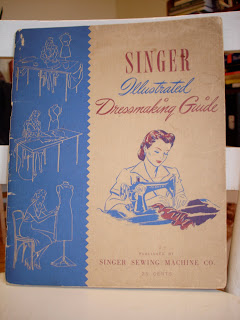 SINGER
Illustrated
Dressmaking Guide
PUBLISHED BY
SINGER SEWING MACHINE CO.
25 CENTS